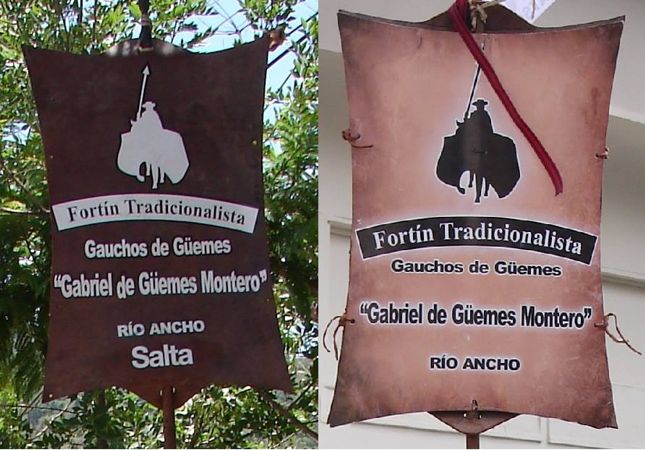 Fortín Tradicionalista
Gauchos de Güemes
"Gabriel de Güemes Montero"
RÍO ANCHO
Salta
Fortín Tradicionalista
Gauchos de Güemes
"Gabriel de Güemes Montero"
RÍO ANCHO